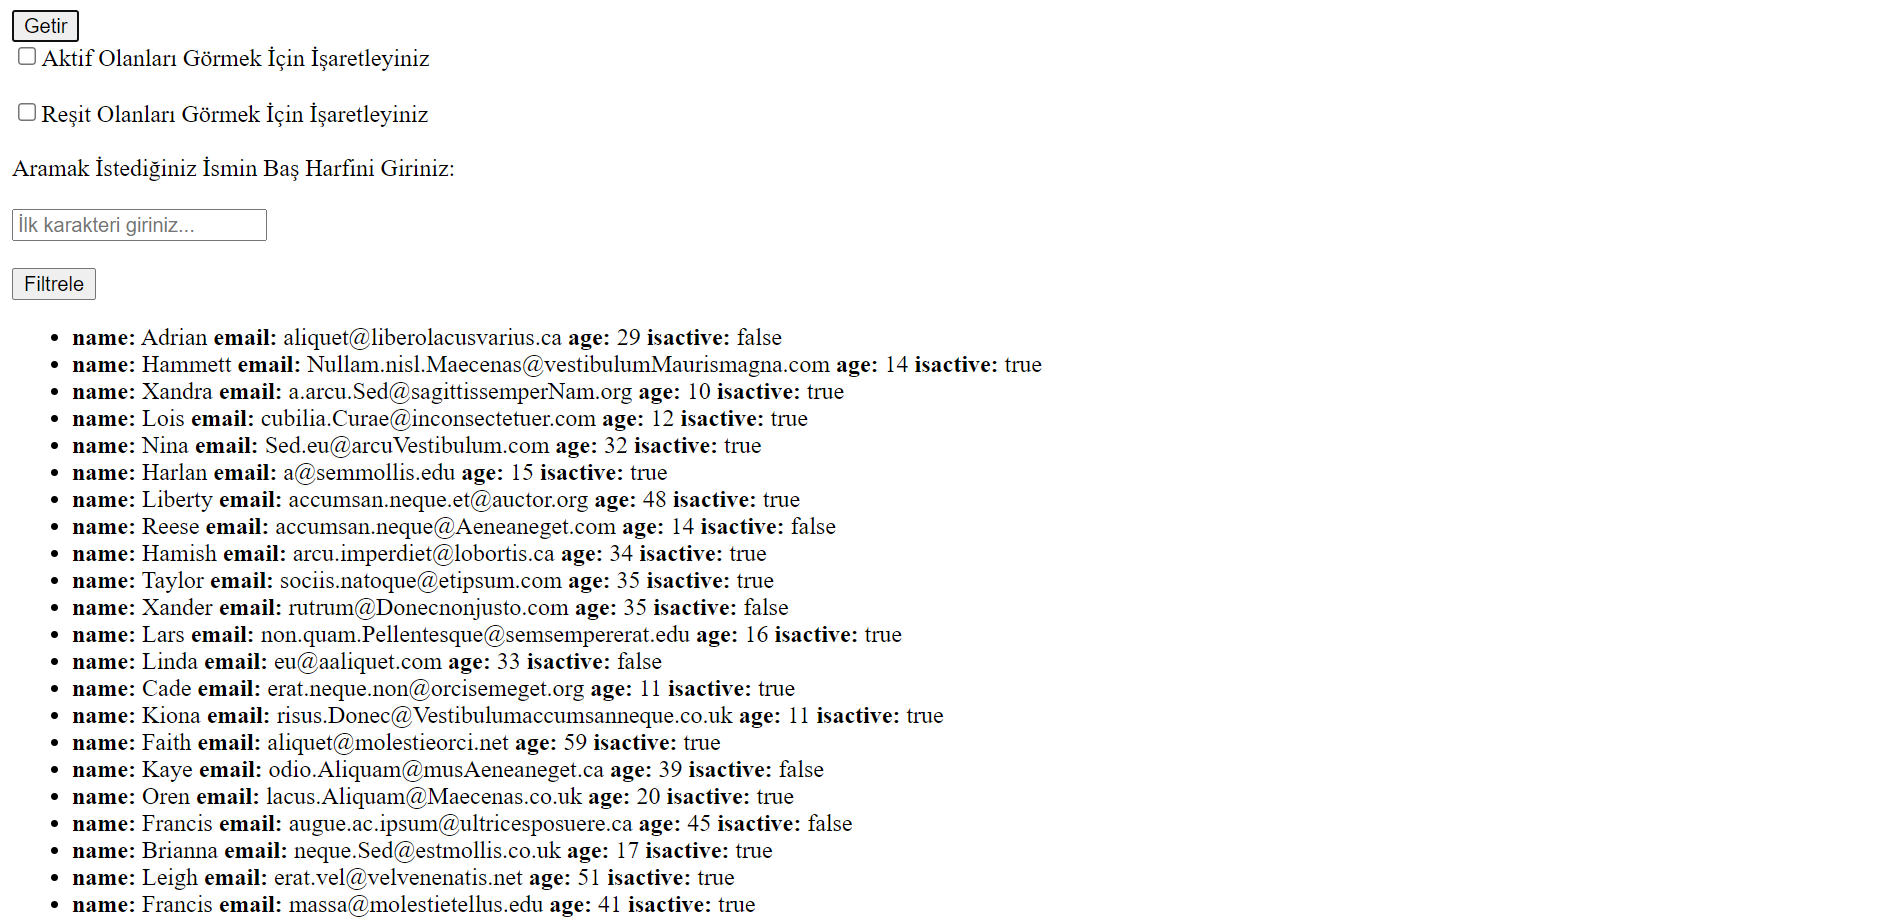 Getir
Aktif Olanları Görmek İçin İşaretleyiniz
Reşit Olanları Görmek İçin İşaretleyiniz
Aramak İstediğiniz İsmin Baş Harfini Giriniz:
İlk karakteri giriniz...
Filtrele
name: Adrian email: aliquet@liberolacusvarius.ca age: 29 isactive: false
name: Hammett email: Nullam.nisl.Maecenas@vestibulumMaurismagna.com age: 14 isactive: true
name: Xandra email: a.arcu.Sed@sagittissemperNam.org age: 10 isactive: true
name: Lois email: cubilia.Curae@inconsectetuer.com age: 12 isactive: true
name: Nina email: Sed.eu@arcuVestibulum.com age: 32 isactive: true
name: Harlan email: a@semmollis.edu age: 15 isactive: true
name: Liberty email: accumsan.neque.et@auctor.org age: 48 isactive: true
name: Reese email: accumsan.neque@Aeneaneget.com age: 14 isactive: false
name: Hamish email: arcu.imperdiet@lobortis.ca age: 34 isactive: true
name: Taylor email: sociis.natoque@etipsum.com age: 35 isactive: true
name: Xander email: rutrum@Donecnonjusto.com age: 35 isactive: false
name: Lars email: non.quam.Pellentesque@semsempererat.edu age: 16 isactive: true
name: Linda email: eu@aaliquet.com age: 33 isactive: false
name: Cade email: erat.neque.non@orcisemeget.org age: 11 isactive: true
name: Kiona email: risus.Donec@Vestibulumaccumsanneque.co.uk age: 11 isactive: true
name: Faith email: aliquet@molestieorci.net age: 59 isactive: true
name: Kaye email: odio.Aliquam@musAeneaneget.ca age: 39 isactive: false
name: Oren email: lacus.Aliquam@Maecenas.co.uk age: 20 isactive: true
name: Francis email: augue.ac.ipsum@ultricesposuere.ca age: 45 isactive: false
name: Brianna email: neque.Sed@estmollis.co.uk age: 17 isactive: true
name: Leigh email: erat.vel@velvenenatis.net age: 51 isactive: true
name: Francis email: massa@molestietellus.edu age: 41 isactive: true